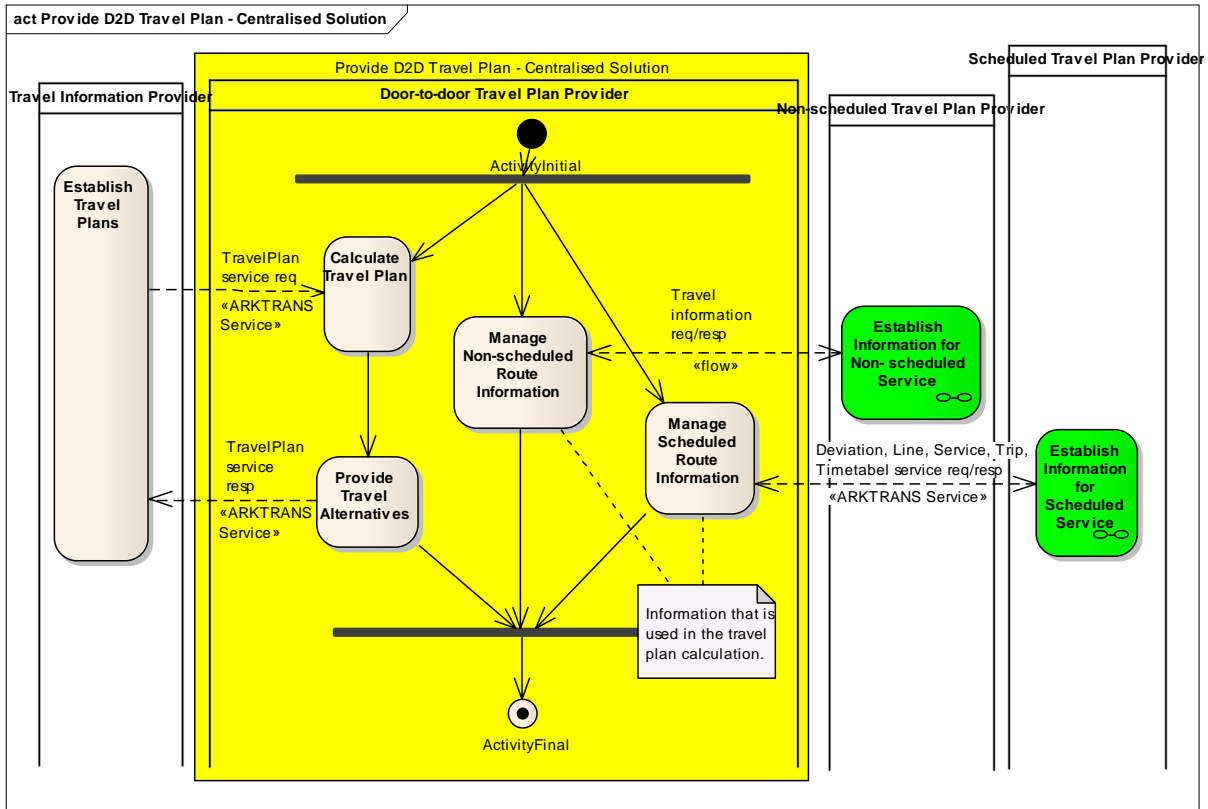 act Provide D2D Travel Plan - Centralised Solution
Provide D2D Travel Plan - Centralised Solution
Travel Information Provider
Door-to-door Travel Plan Provider
Non-scheduled Travel Plan Provider
Scheduled Travel Plan Provider
ActivityInitial
Establish
Travel
Plans
TravelPlan
service req
«ARKTRANS
Service»
Calculate
Travel Plan
Manage
Non-scheduled
Route
Information
Travel
information
req/resp
«flow»
Establish
Information for
Non- scheduled
Service
Manage
Scheduled
Route
Information
Deviation, Line, Service, Trip,
Timetabel service req/resp
«ARKTRANS Service»
Establish
Information
for
Scheduled
Service
TravelPlan
service
resp
«ARKTRANS
Service»
Provide
Travel
Alternatives
Information that is
used in the travel
plan calculation.
ActivityFinal